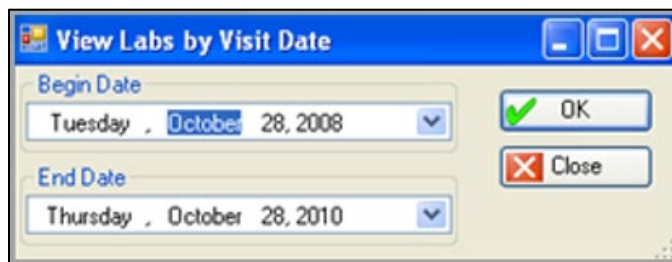 View Labs by Visit Date
Begin Date
Tuesday , October 28, 2008
OK
End Date
Thursday , October 28, 2010
Close